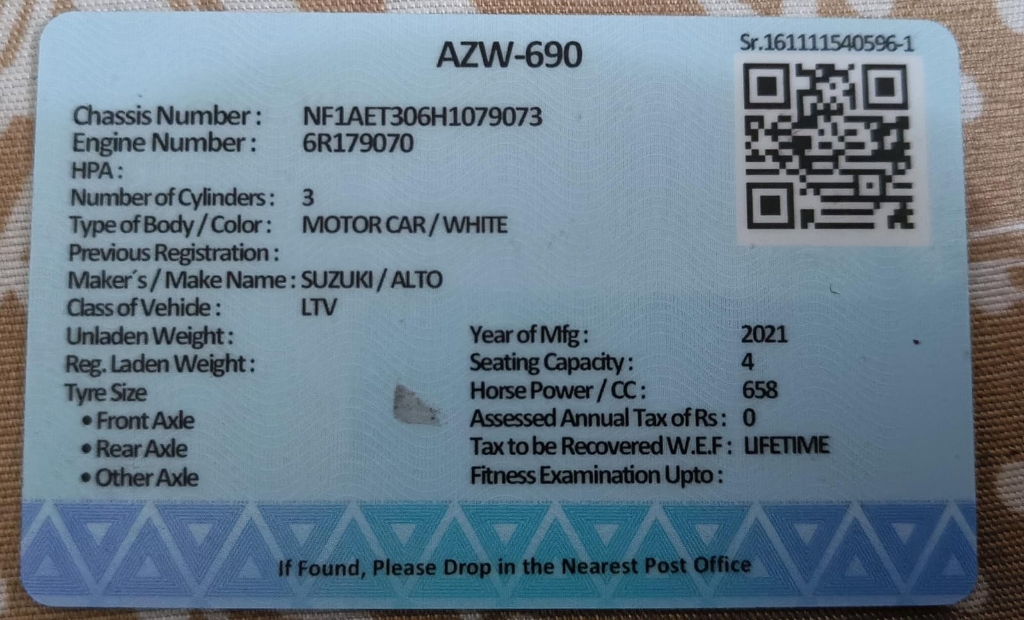 AZW-690
Sr.161111540596-1
Chassis Number : NF1AET306H1079073
Engine Number : 6R179070
HPA :
Number of Cylinders : 3
Type of Body / Color : MOTOR CAR / WHITE
Previous Registration :
Maker´s / Make Name : SUZUKI / ALTO
Class of Vehicle : LTV
Unladen Weight : Year of Mfg : 2021
Reg. Laden Weight : Seating Capacity : 4
Tyre Size Horse Power / CC : 658
• Front Axle Assessed Annual Tax of Rs : 0
• Rear Axle Tax to be Recovered W.E.F : LIFETIME
• Other Axle Fitness Examination Upto :
If Found, Please Drop in the Nearest Post Office